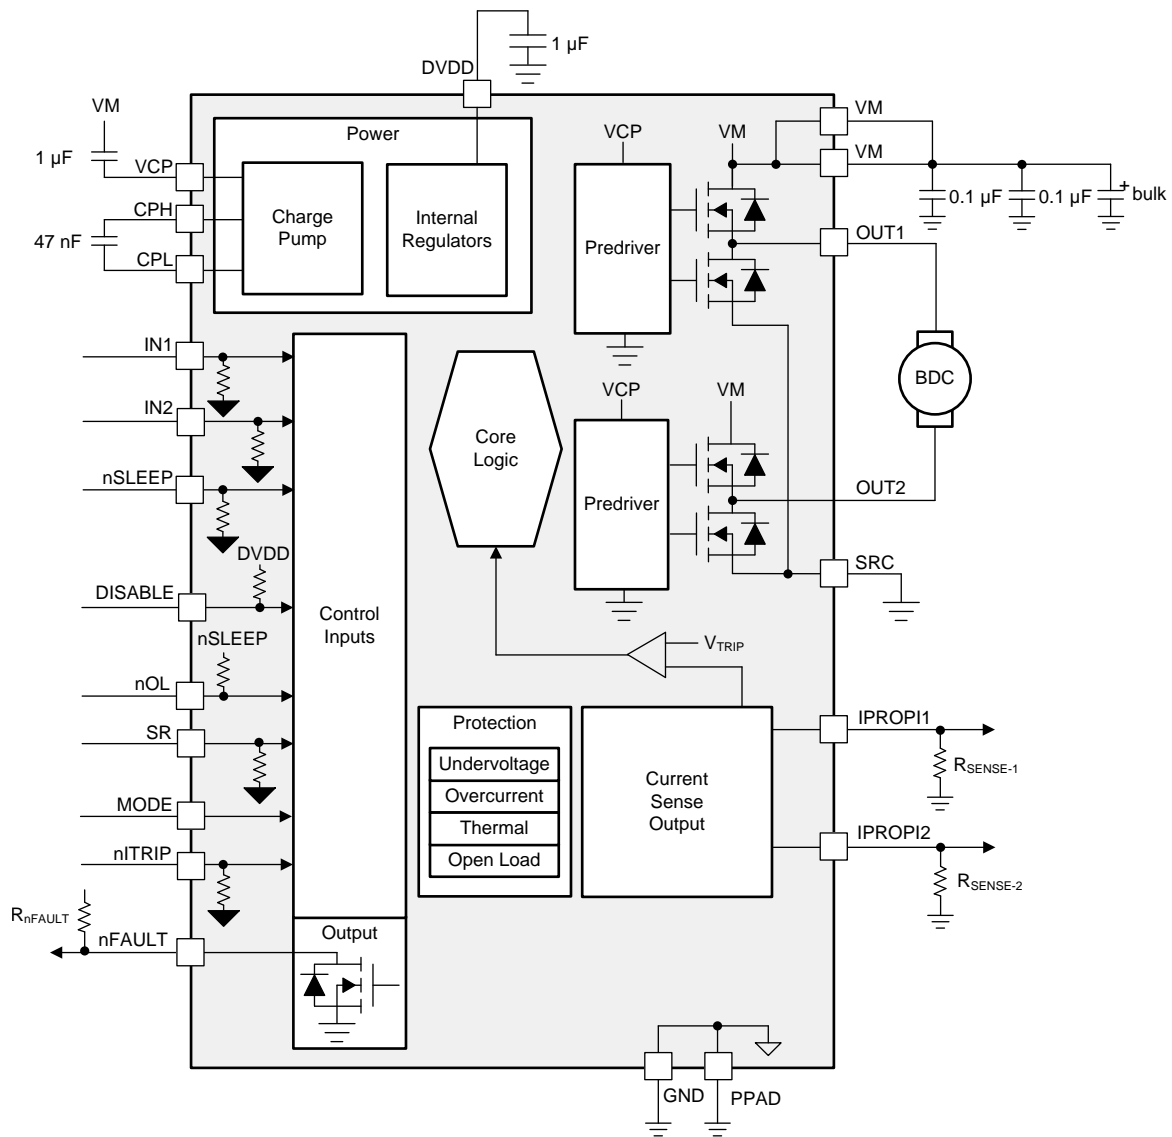 1 µF
DVDD
VM
1 µF
VCP
CPH
47 nF
CPL
Power
Charge
Pump
Internal
Regulators
VCP
VM
Predriver
VM
VM
0.1 µF
0.1 µF
+
bulk
OUT1
BDC
VCP
VM
Predriver
OUT2
SRC
IN1
IN2
nSLEEP
DVDD
DISABLE
nSLEEP
nOL
SR
MODE
nITRIP
RnFAULT
nFAULT
Control
Inputs
Output
Core
Logic
VTRIP
Protection
Undervoltage
Overcurrent
Thermal
Open Load
Current
Sense
Output
IPROPI1
RSENSE-1
IPROPI2
RSENSE-2
GND
PPAD